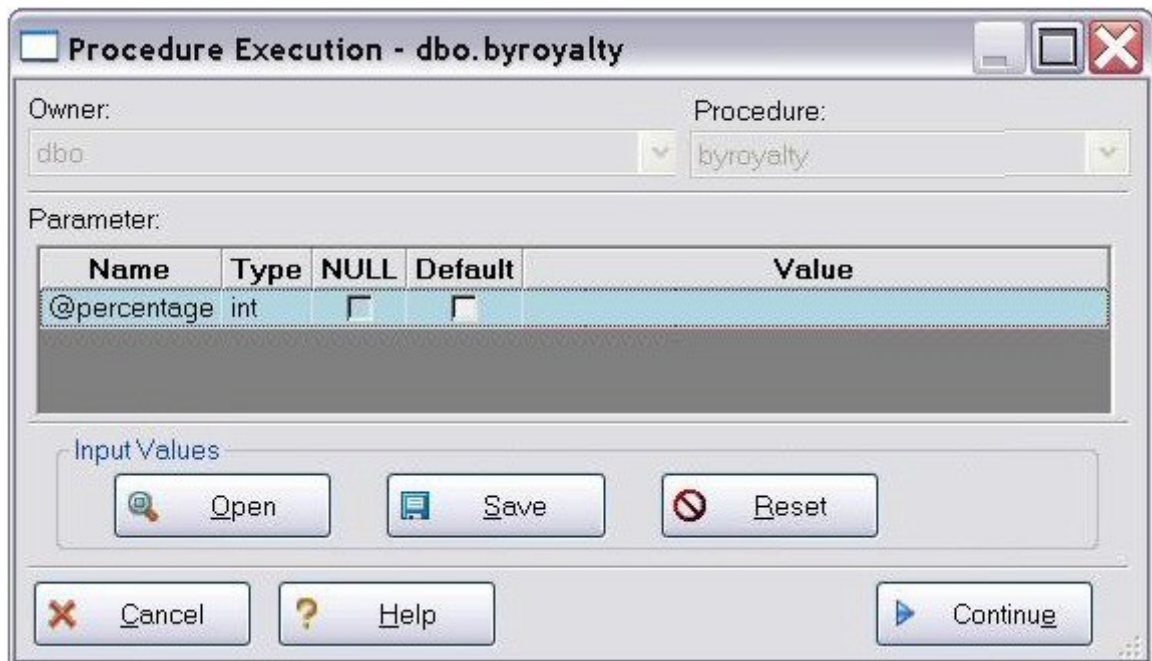 Procedure Execution - dbo.byroyalty
Owner: Procedure:
dbo byroyalty
Parameter:
Name Type NULL Default Value
@percentage int
Input Values
Open Save Reset
Cancel Help Continue